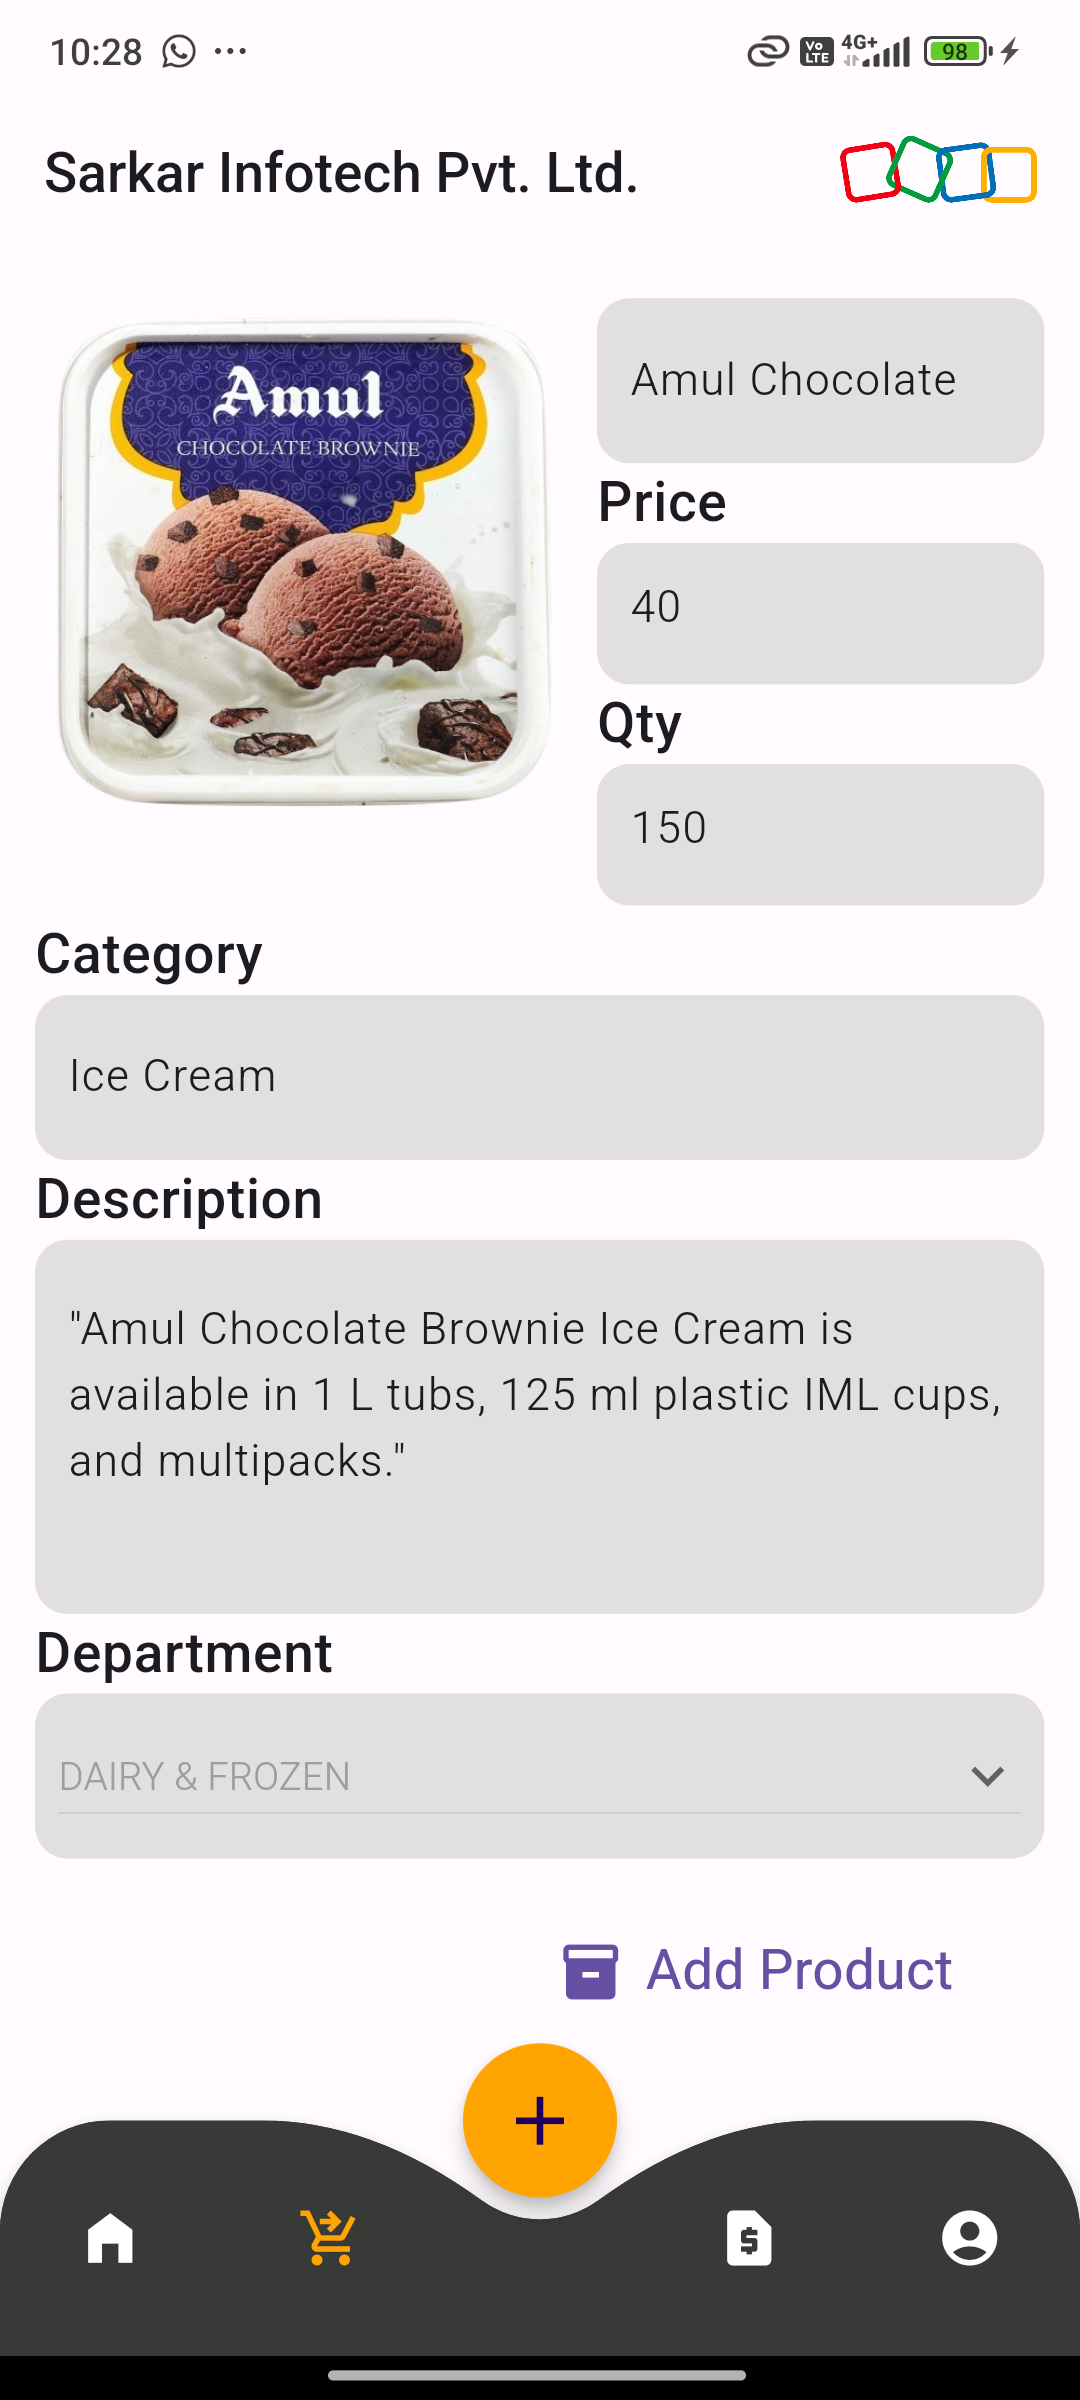 10:28
Vo
LTE
4G+
98
Sarkar Infotech Pvt. Ltd.
Amul
CHOCOLATE BROWNIE
Amul Chocolate
Price
40
Qty
150
Category
Ice Cream
Description
"Amul Chocolate Brownie Ice Cream is
available in 1 L tubs, 125 ml plastic IML cups,
and multipacks."
Department
DAIRY & FROZEN
Add Product